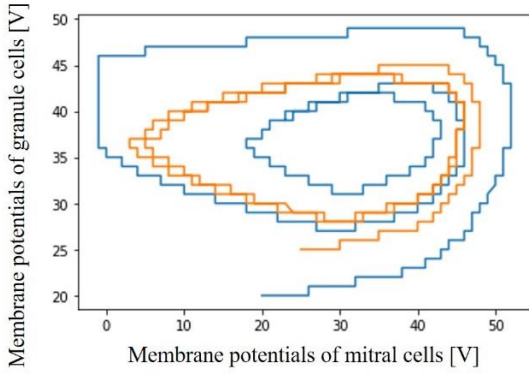 Membrane potentials of granule cells [V]
50
45
40
35
30
25
20
0 10 20 30 40 50
Membrane potentials of mitral cells [V]